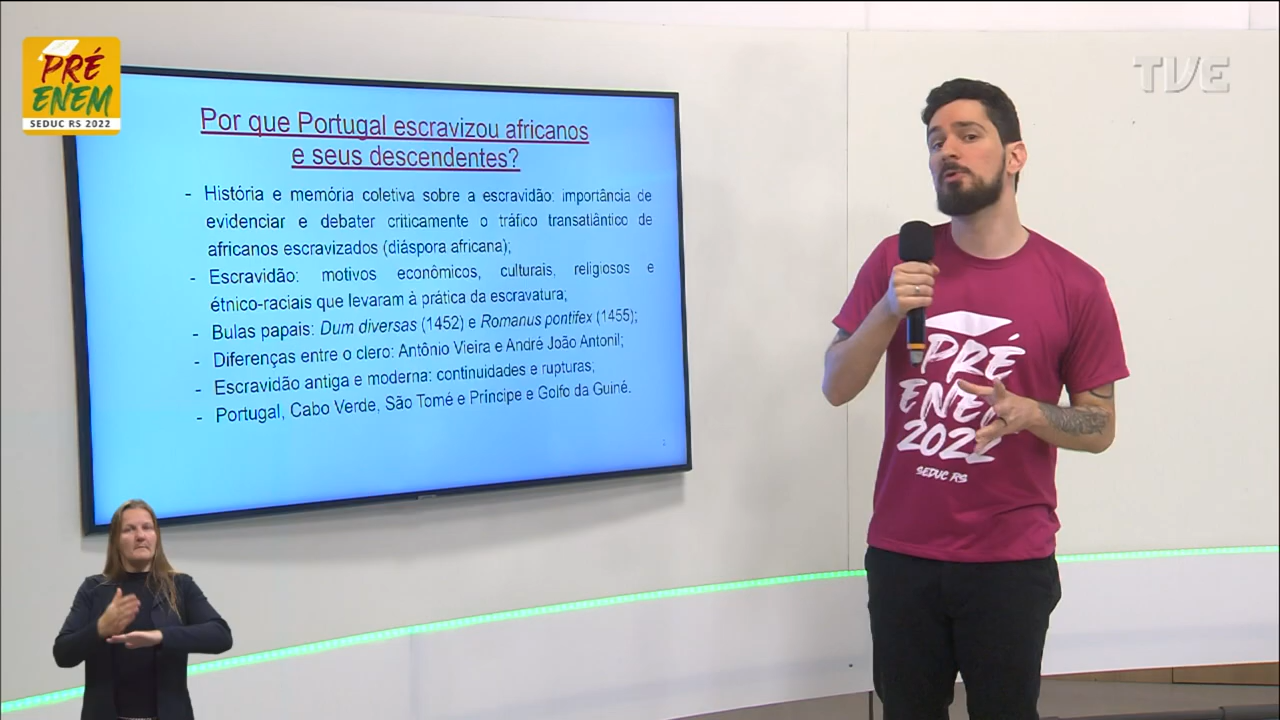 PRÉ
ENEM
SEDUC RS 2022
TVE
Por que Portugal escravizou africanos
e seus descendentes?
- História e memória coletiva sobre a escravidão: importância de
evidenciar e debater criticamente o tráfico transatlântico de
africanos escravizados (diáspora africana);
- Escravidão: motivos econômicos, culturais, religiosos e
étnico-raciais que levaram à prática da escravatura;
- Bulas papais: Dum diversas (1452) e Romanus pontifex (1455);
- Diferenças entre o clero: Antônio Vieira e André João Antonil;
- Escravidão antiga e moderna: continuidades e rupturas;
- Portugal, Cabo Verde, São Tomé e Príncipe e Golfo da Guiné.
PRÉ
ENEM
2022
SEDUC RS